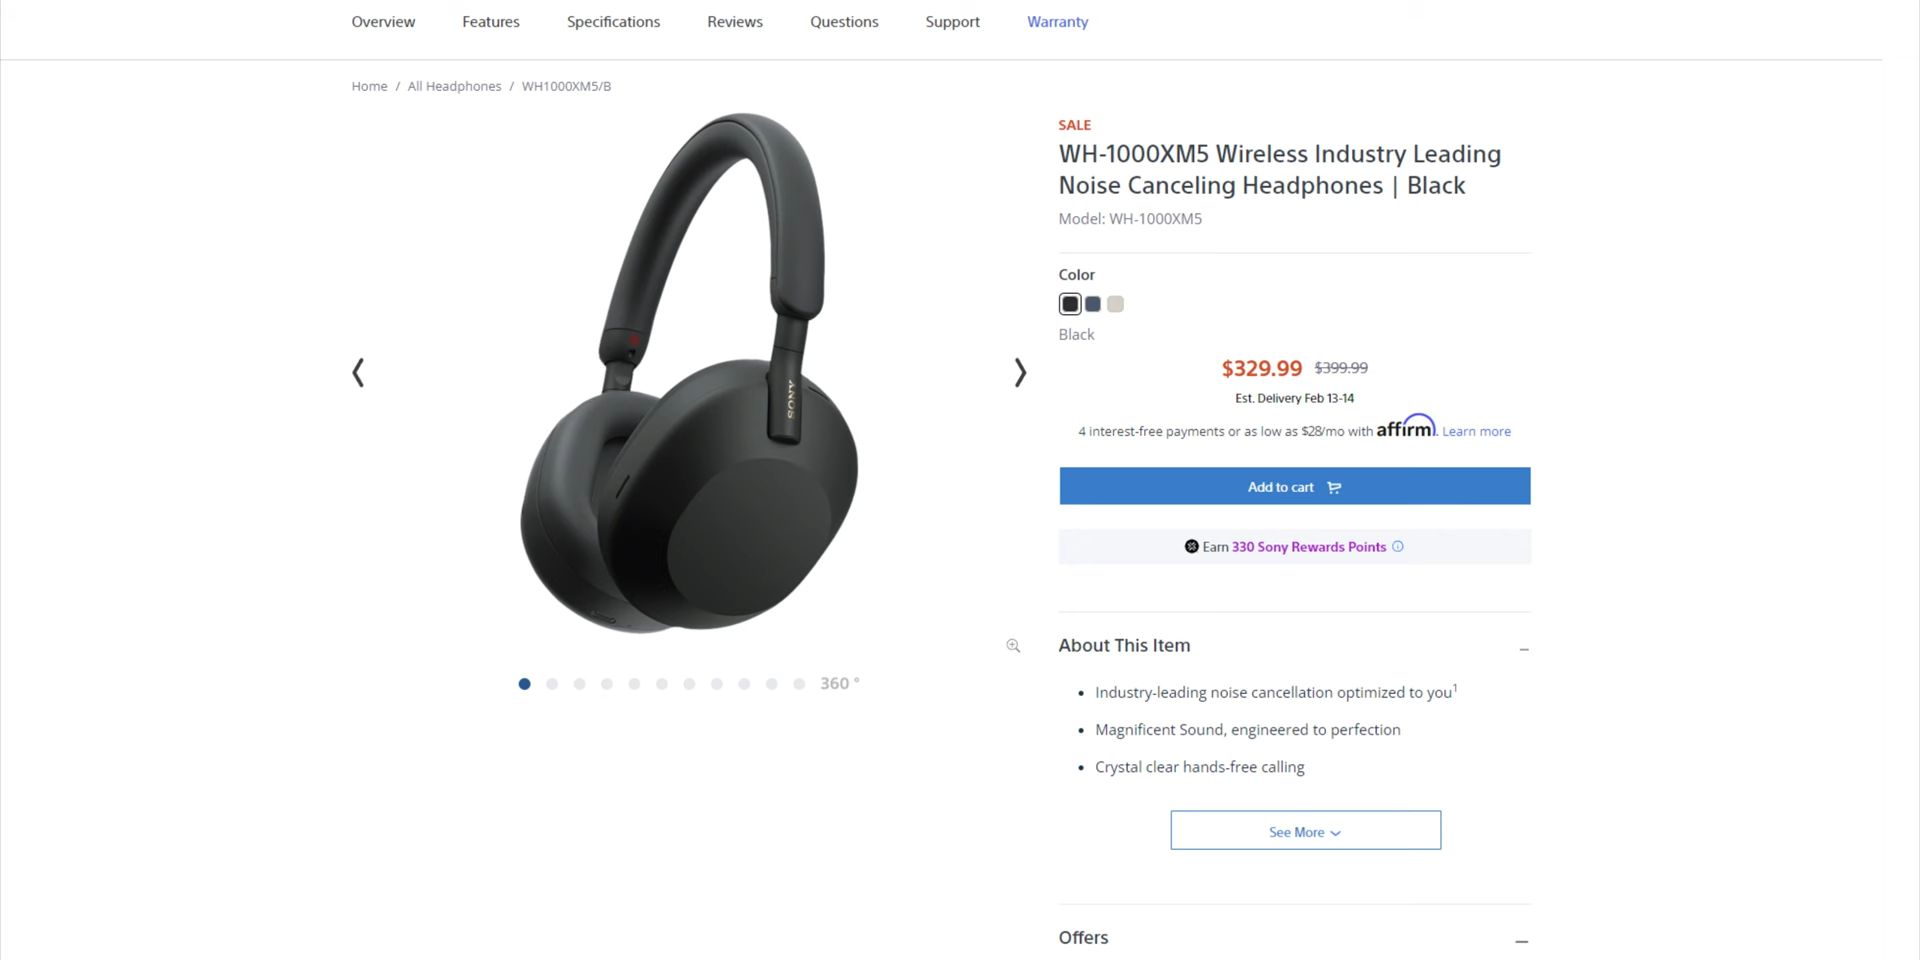 Overview Features Specifications Reviews Questions Support Warranty
Home / All Headphones / WH1000XM5/B
SALE
WH-1000XM5 Wireless Industry Leading
Noise Canceling Headphones | Black
Model: WH-1000XM5
Color
Black
$329.99 $399.99
Est. Delivery Feb 13-14
4 interest-free payments or as low as $28/mo with affirm. Learn more
Add to cart
Earn 330 Sony Rewards Points
SONY
360 °
About This Item
Industry-leading noise cancellation optimized to you1
Magnificent Sound, engineered to perfection
Crystal clear hands-free calling
See More
Offers